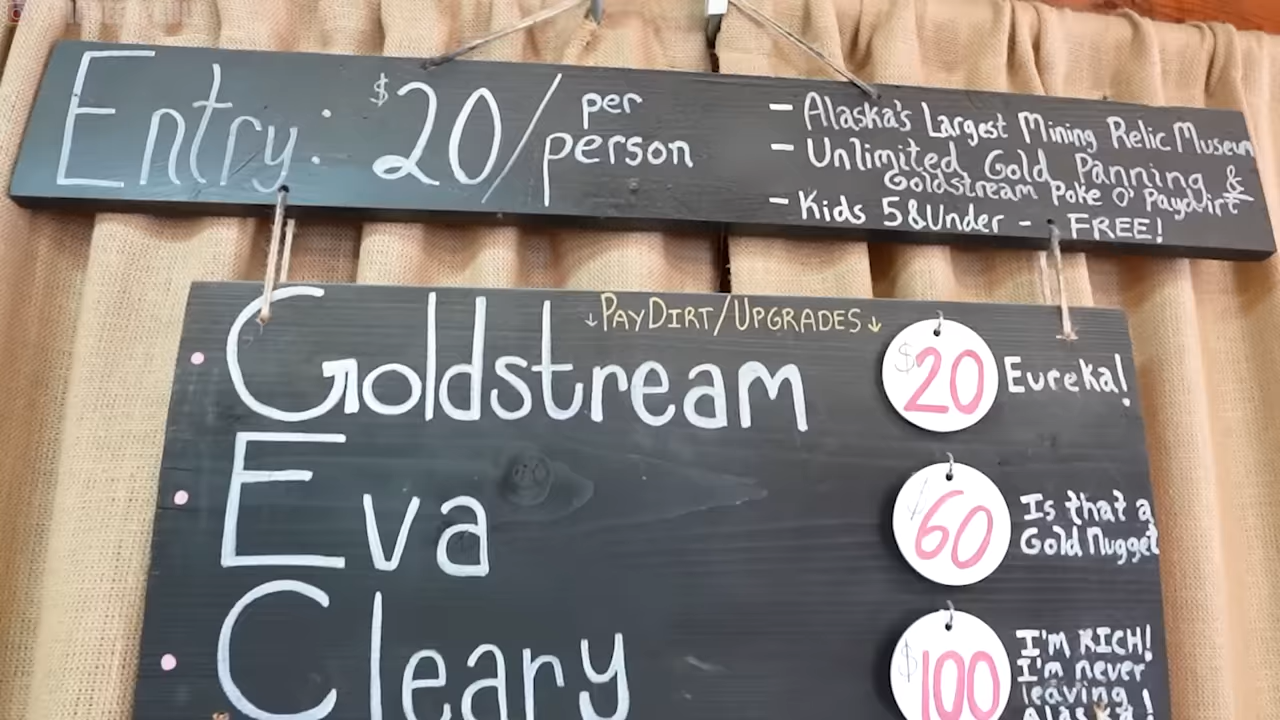 Entry: $20/per person
- Alaska's Largest Mining Relic Museum
- Unlimited Gold Panning &
Goldstream Poke O' Paydirt
- Kids 5 & Under - FREE!
↓PAYDIRT/UPGRADES↓
Goldstream $20 Eureka!
Eva $60 Is that a
Gold Nugget
Cleary $100 I'm RICH!
I'm never
leaving
Alaska!